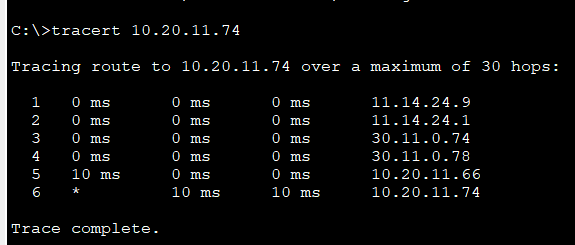 C:\>tracert 10.20.11.74
Tracing route to 10.20.11.74 over a maximum of 30 hops:
1 0 ms 0 ms 0 ms 11.14.24.9
2 0 ms 0 ms 0 ms 11.14.24.1
3 0 ms 0 ms 0 ms 30.11.0.74
4 0 ms 0 ms 0 ms 30.11.0.78
5 10 ms 0 ms 0 ms 10.20.11.66
6 * 10 ms 10 ms 10.20.11.74
Trace complete.